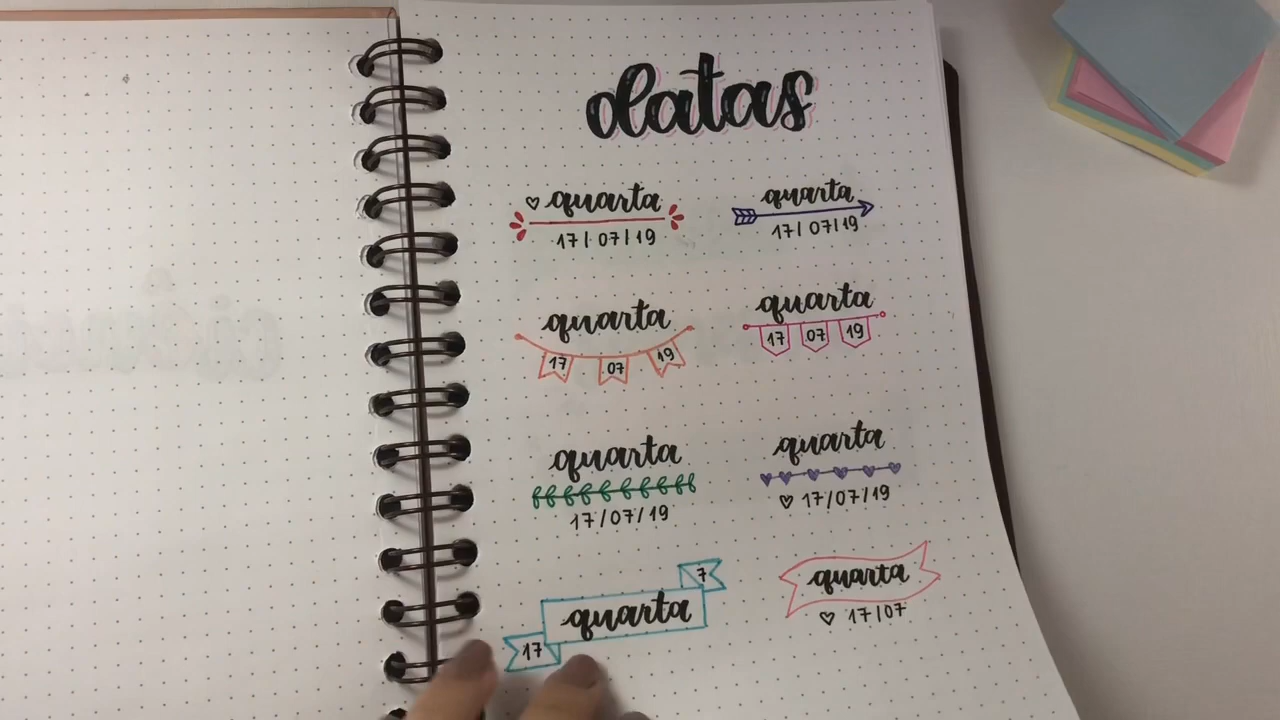 datas
♡ quarta
17/07/19
quarta
17/07/19
quarta
17 07 19
quarta
17 07 19
quarta
17/07/19
quarta
♡ 17/07/19
7
quarta
17
quarta
♡ 17/07